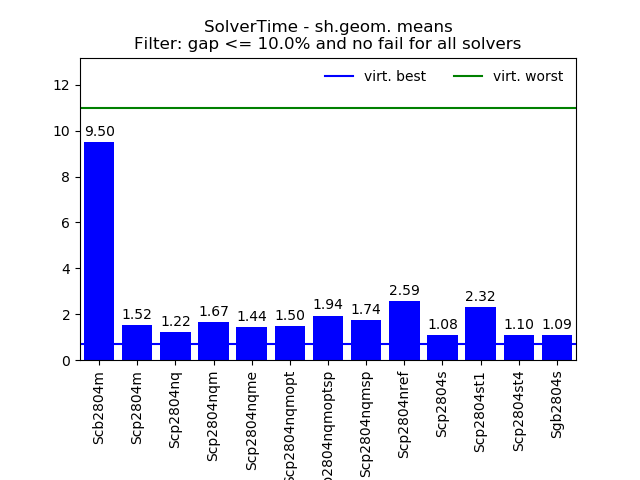 SolverTime - sh.geom. means
Filter: gap <= 10.0% and no fail for all solvers
virt. best
virt. worst
12
10
8
6
4
2
0
9.50
1.52
1.22
1.67
1.44
1.50
1.94
1.74
2.59
1.08
2.32
1.10
1.09
Scb2804m
Scp2804m
Scp2804nq
Scp2804nqm
Scp2804nqme
Scp2804nqmopt
p2804nqmoptsp
Scp2804nqmsp
Scp2804nref
Scp2804s
Scp2804st1
Scp2804st4
Sgb2804s